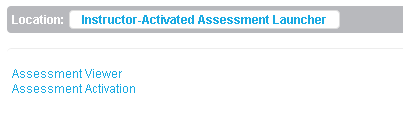 Location: Instructor-Activated Assessment Launcher
Assessment Viewer
Assessment Activation